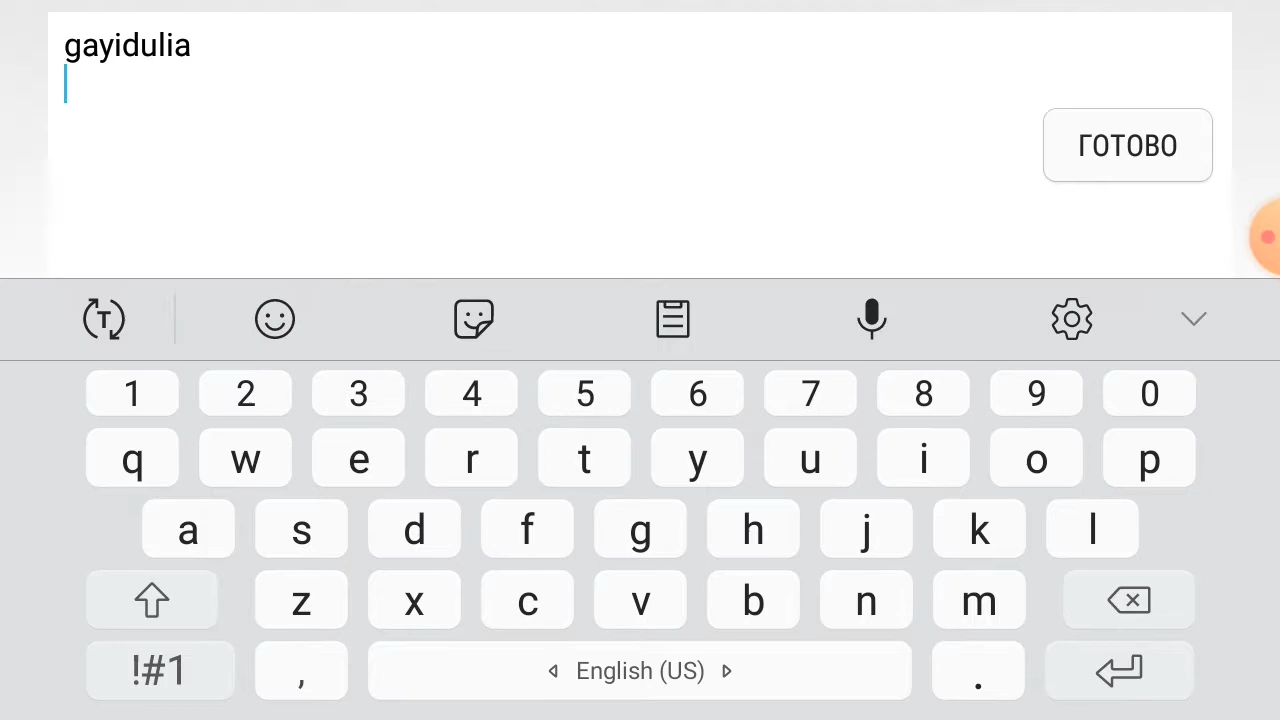 gayidulia
ГОТОВО
T
1 2 3 4 5 6 7 8 9 0
q w e r t y u i o p
a s d f g h j k l
z x c v b n m
!#1 , English (US) .